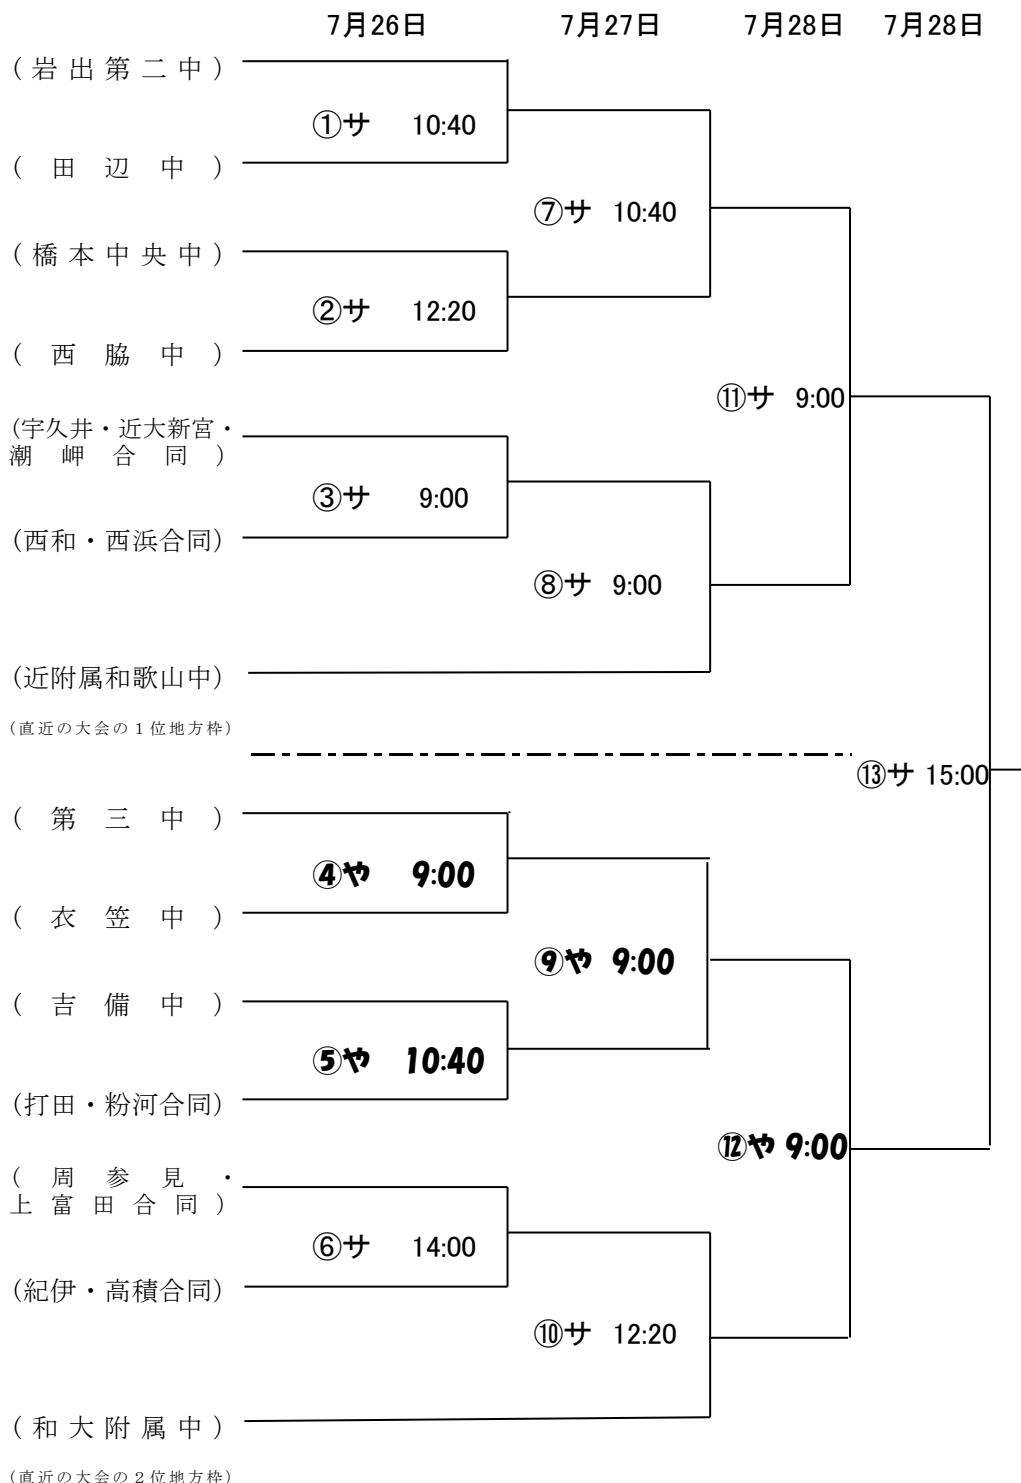 7月26日 7月27日 7月28日 7月28日
(岩出第二中)
①サ 10:40
(田辺中)
⑦サ 10:40
(橋本中央中)
②サ 12:20
(西脇中)
⑪サ 9:00
(宇久井・近大新宮・
潮岬合同)
③サ 9:00
(西和・西浜合同)
⑧サ 9:00
(近附属和歌山中)
(直近の大会の1位地方枠)
⑬サ 15:00
(第三中)
④や 9:00
(衣笠中)
⑨や 9:00
(吉備中)
⑤や 10:40
(打田・粉河合同)
⑫や 9:00
(周参見・
上富田合同)
⑥サ 14:00
(紀伊・高積合同)
⑩サ 12:20
(和大附属中)
(直近の大会の2位地方枠)